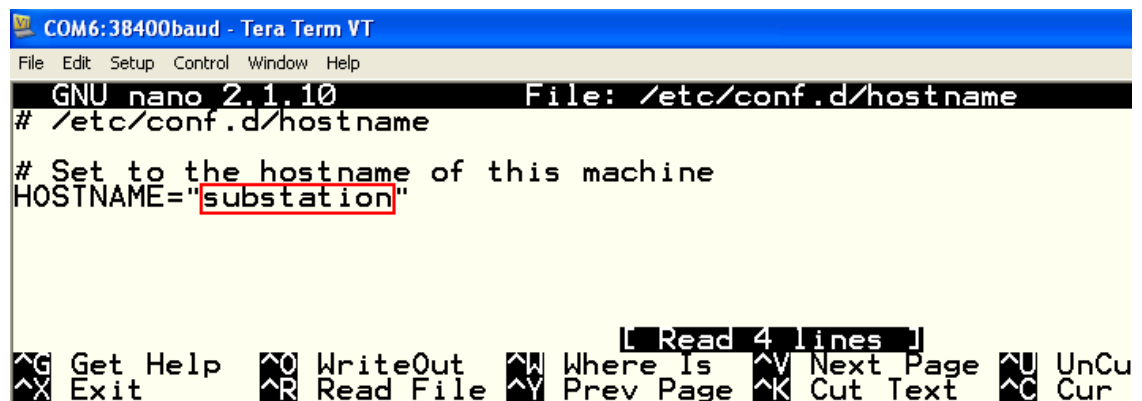 COM6:38400baud - Tera Term VT
File Edit Setup Control Window Help
GNU nano 2.1.10 File: /etc/conf.d/hostname
# /etc/conf.d/hostname
# Set to the hostname of this machine
HOSTNAME="substation"
[ Read 4 lines ]
^G Get Help ^O WriteOut ^W Where Is ^V Next Page ^U UnCu
^X Exit ^R Read File ^Y Prev Page ^K Cut Text ^C Cur